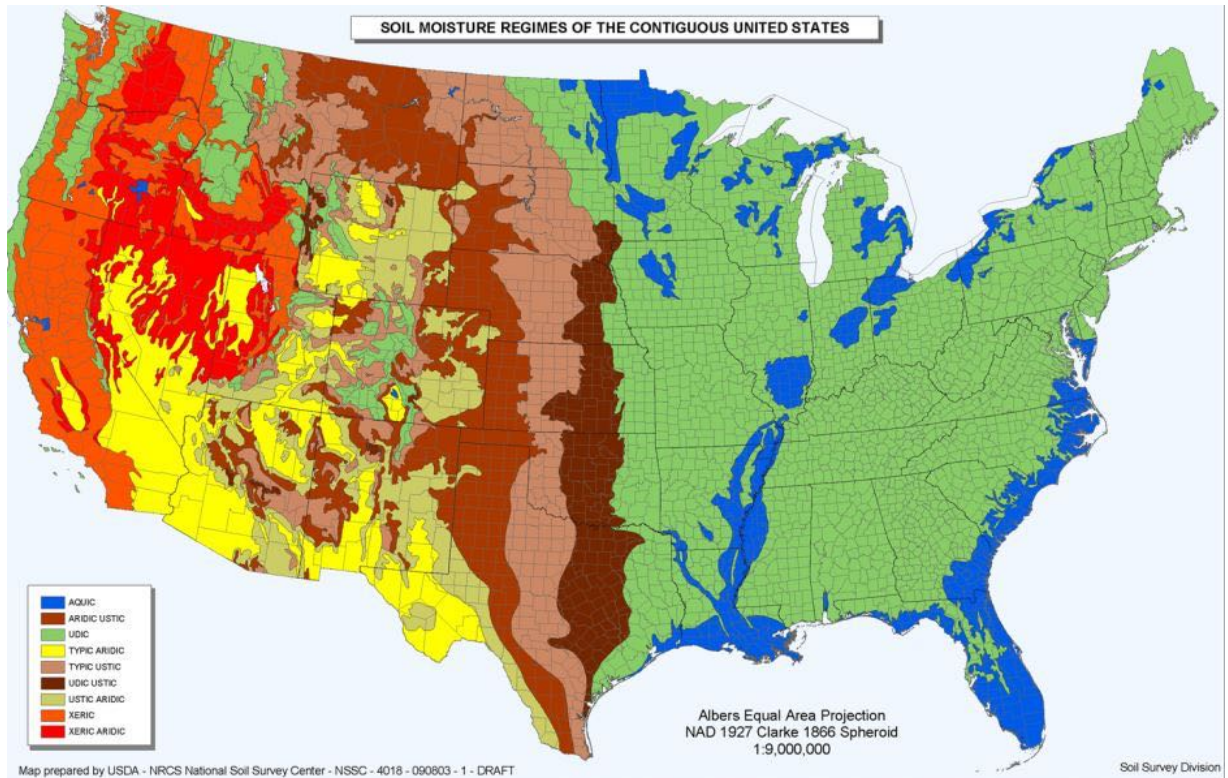 SOIL MOISTURE REGIMES OF THE CONTIGUOUS UNITED STATES
AQUIC
ARIDIC USTIC
UDIC
TYPIC ARIDIC
TYPIC USTIC
UDIC USTIC
USTIC ARIDIC
XERIC
XERIC ARIDIC
Albers Equal Area Projection
NAD 1927 Clarke 1866 Spheroid
1:9,000,000
Map prepared by USDA - NRCS National Soil Survey Center - NSSC - 4018 - 090803 - 1 - DRAFT
Soil Survey Division